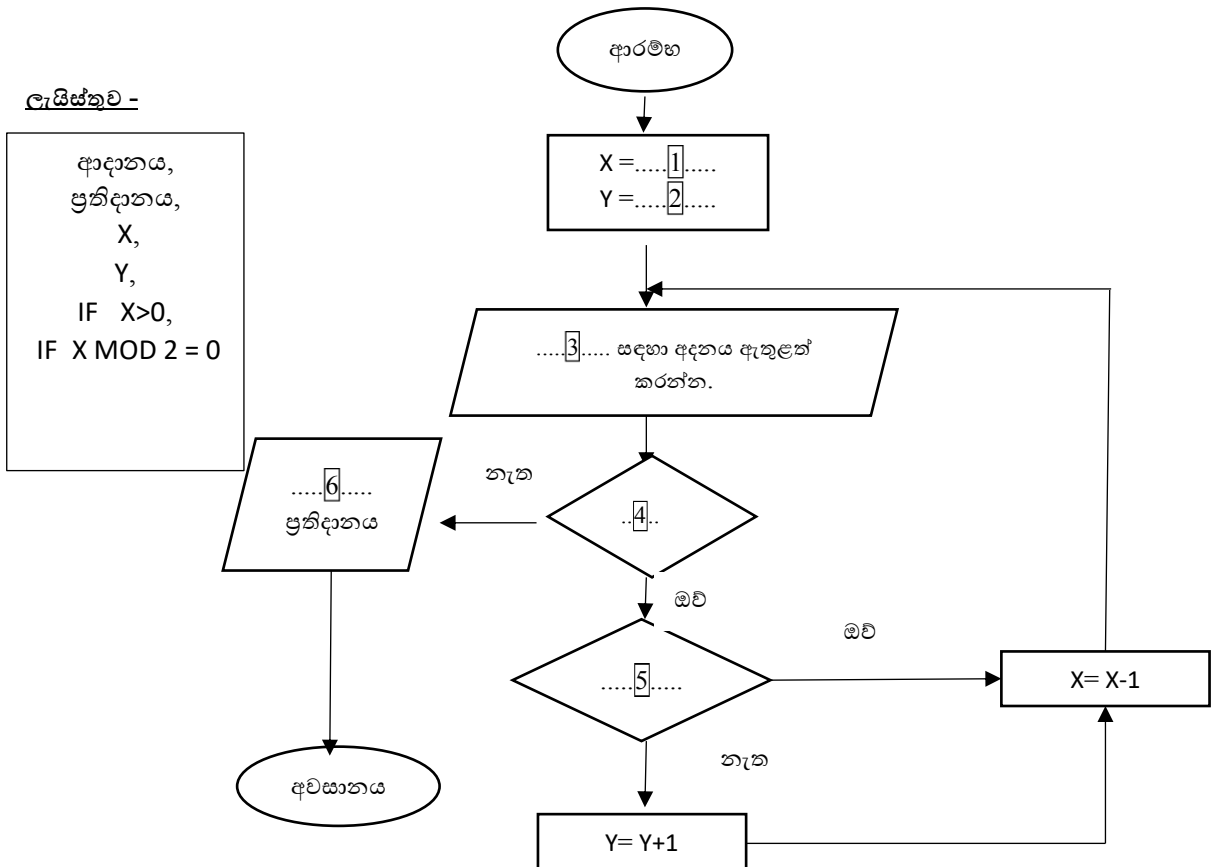 ආරම්භ
ලැයිස්තුව -
ආදානය,
ප්‍රතිදානය,
X,
Y,
IF X>0,
IF X MOD 2 = 0
X =.....1.....
Y =.....2.....
.....3..... සඳහා අදනය ඇතුළත්
කරන්න.
.....6.....
ප්‍රතිදානය
නැත
..4..
ඔව්
.....5.....
ඔව්
X= X-1
නැත
අවසානය
Y= Y+1